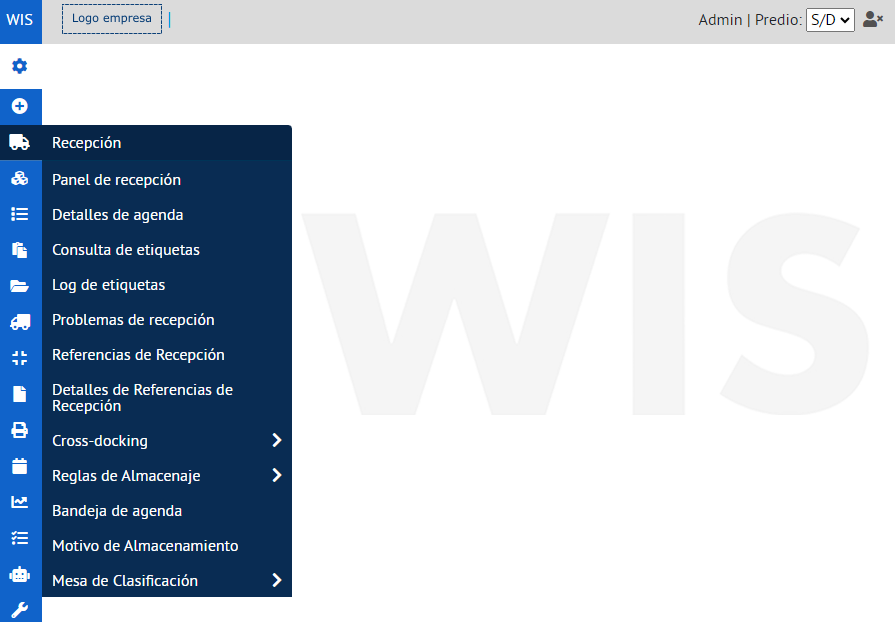 WIS
Logo empresa |
Admin | Predio: S/D
Recepción
Panel de recepción
Detalles de agenda
Consulta de etiquetas
Log de etiquetas
Problemas de recepción
Referencias de Recepción
Detalles de Referencias de
Recepción
Cross-docking
Reglas de Almacenaje
Bandeja de agenda
Motivo de Almacenamiento
Mesa de Clasificación
WIS